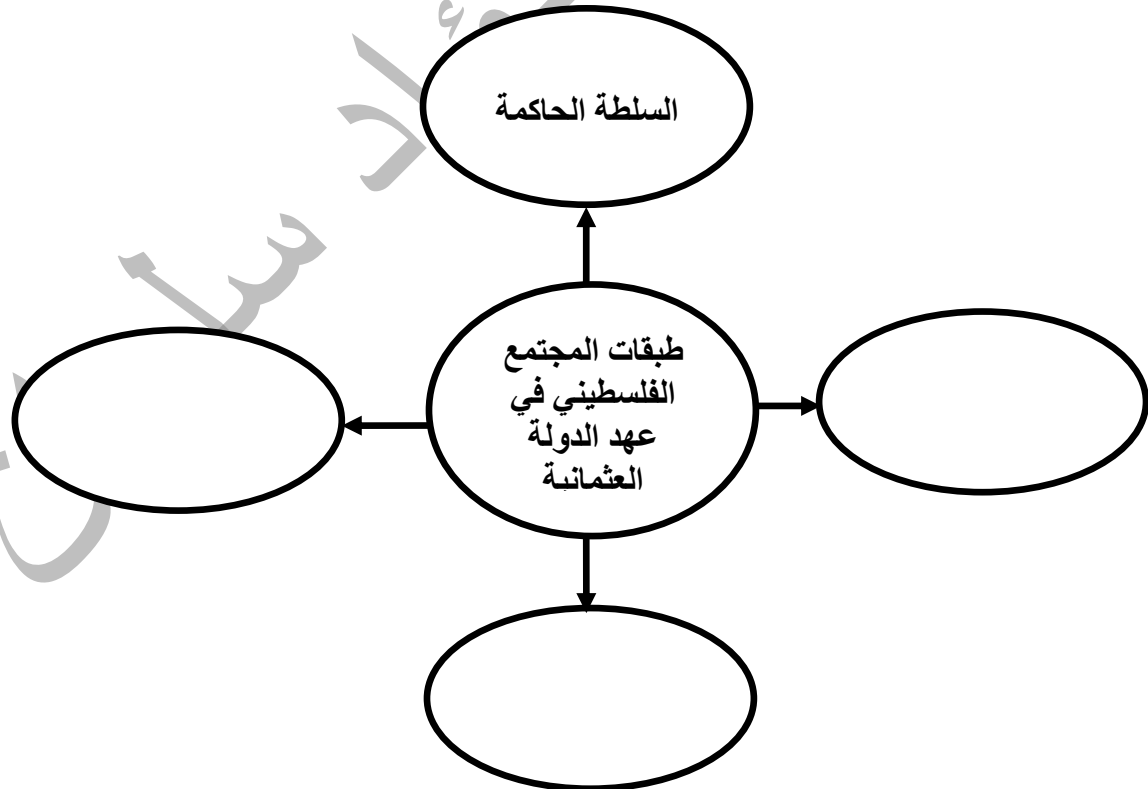 السلطة الحاكمة
طبقات المجتمع
الفلسطيني في
عهد الدولة
العثمانية